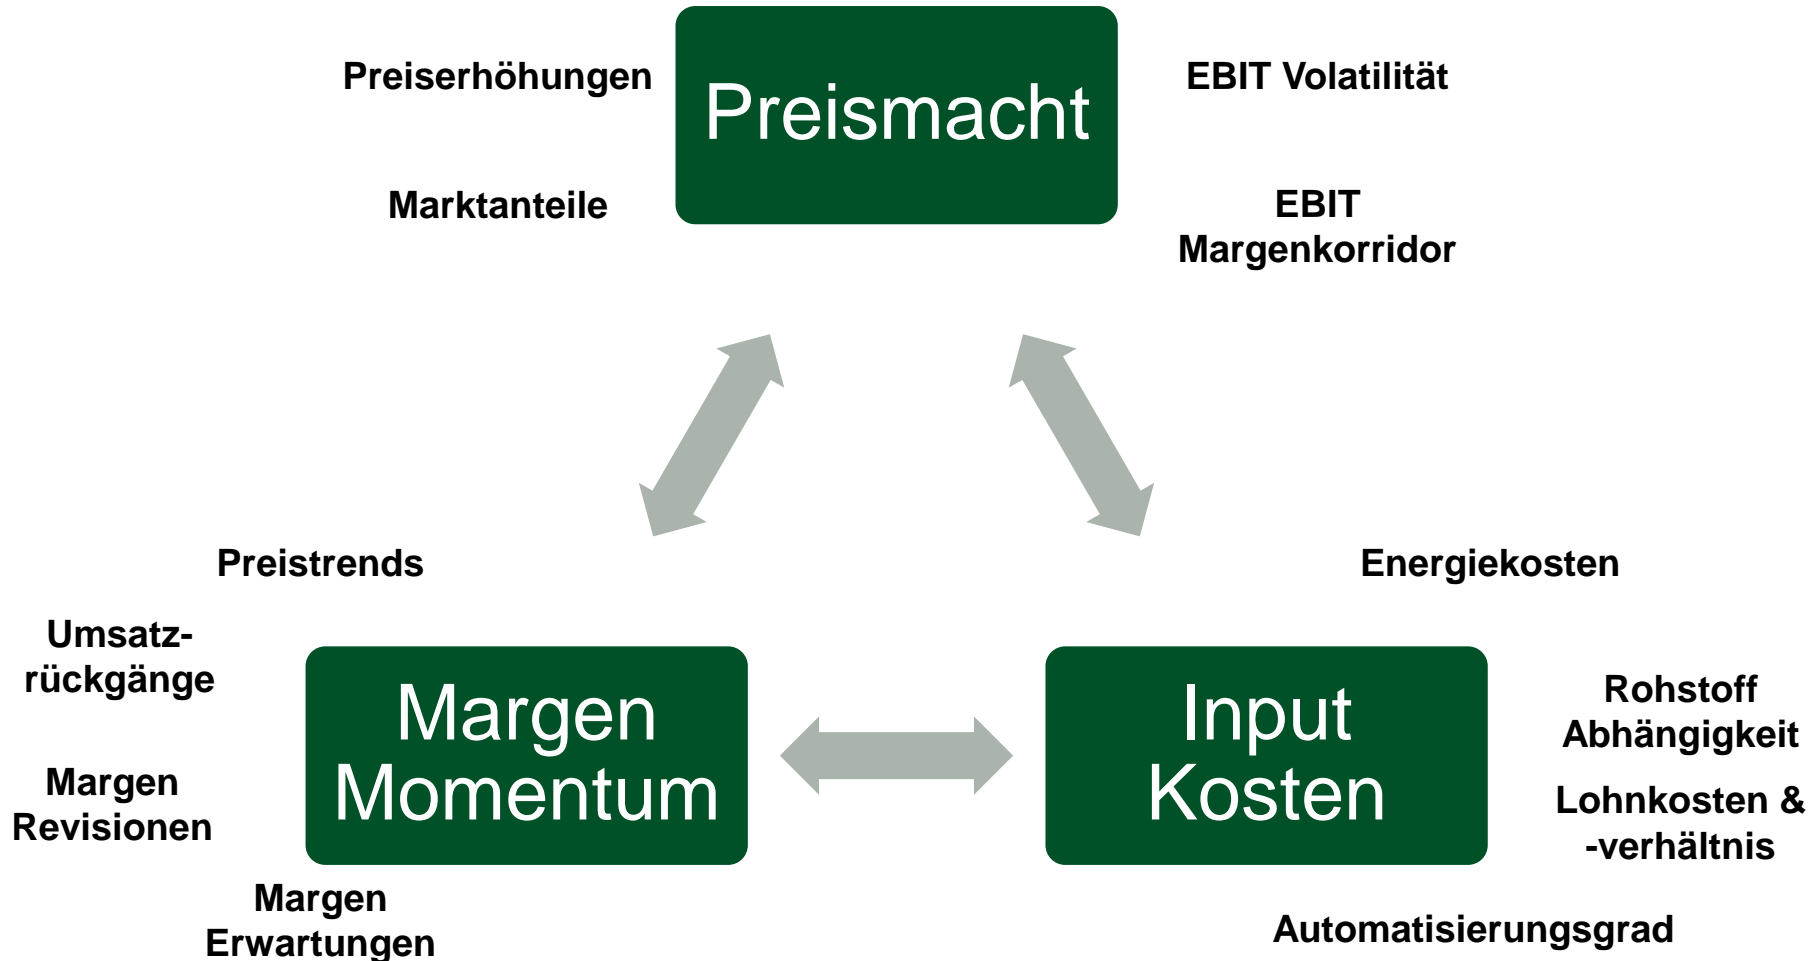 Preiserhöhungen
Preismacht
EBIT Volatilität
Marktanteile
EBIT
Margenkorridor
Preistrends
Umsatz-
rückgänge
Margen
Momentum
Margen
Revisionen
Margen
Erwartungen
Energiekosten
Input
Kosten
Rohstoff
Abhängigkeit
Lohnkosten &
-verhältnis
Automatisierungsgrad